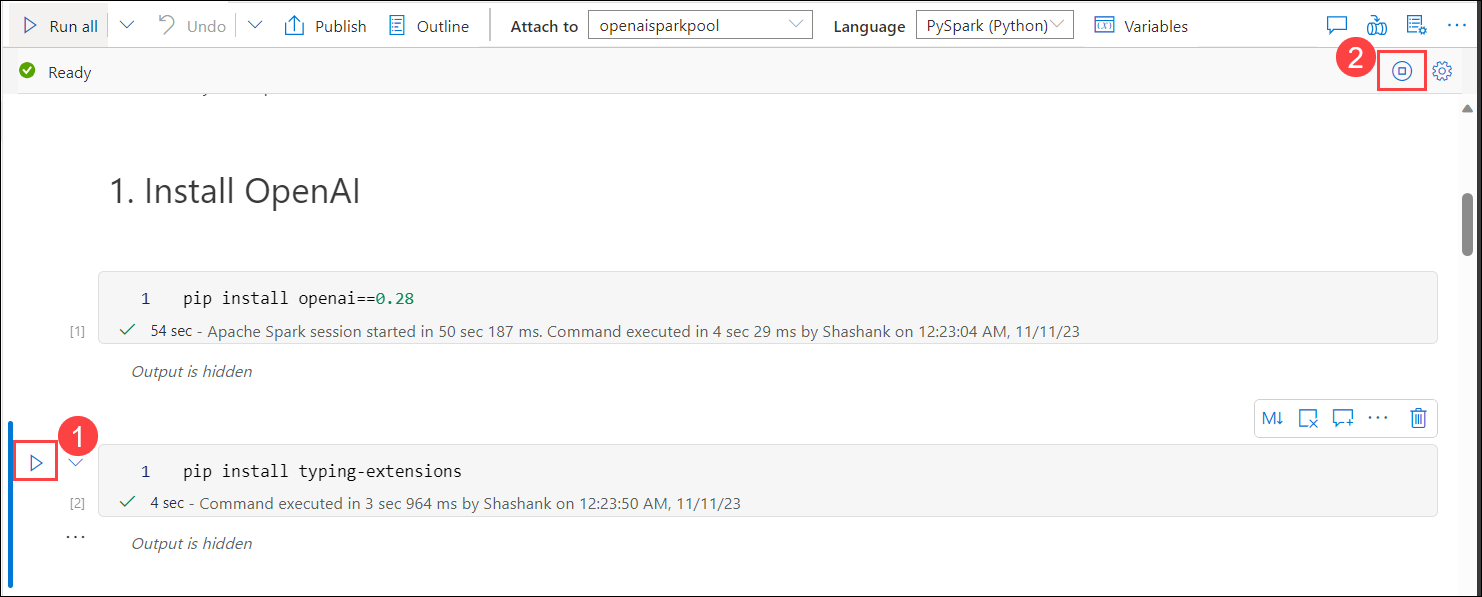 Run all Undo Publish Outline Attach to openaisparkpool Language PySpark (Python) Variables
Ready
2
1. Install OpenAI
1 pip install openai==0.28
[1] 54 sec - Apache Spark session started in 50 sec 187 ms. Command executed in 4 sec 29 ms by Shashank on 12:23:04 AM, 11/11/23
Output is hidden
M↓ ···
1
1 pip install typing-extensions
[2] 4 sec - Command executed in 3 sec 964 ms by Shashank on 12:23:50 AM, 11/11/23
Output is hidden